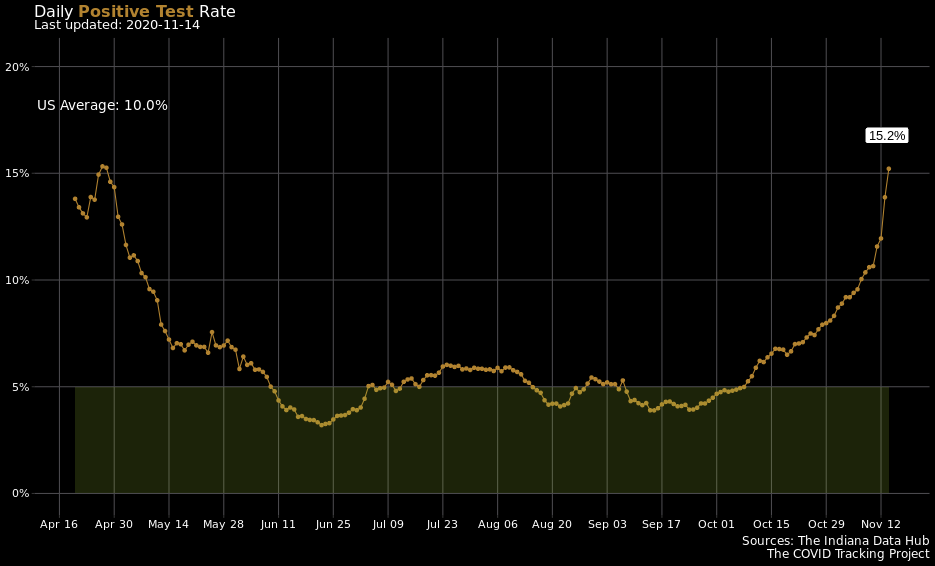 Daily Positive Test Rate
Last updated: 2020-11-14
20%
US Average: 10.0%
15.2%
15%
10%
5%
0%
Apr 16 Apr 30 May 14 May 28 Jun 11 Jun 25 Jul 09 Jul 23 Aug 06 Aug 20 Sep 03 Sep 17 Oct 01 Oct 15 Oct 29 Nov 12
Sources: The Indiana Data Hub
The COVID Tracking Project